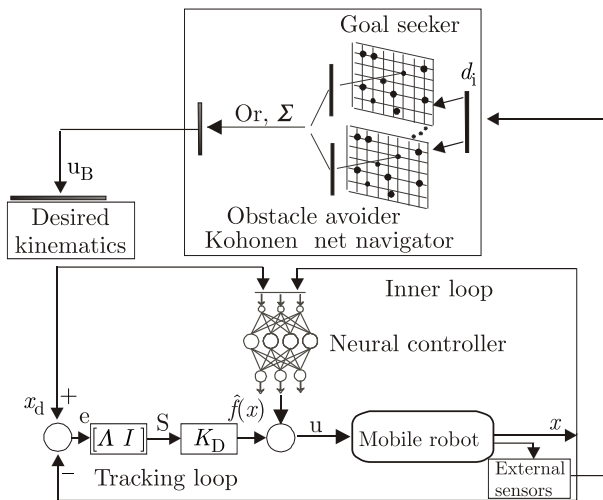 Goal seeker
dᵢ
Or, Σ
u_B
Desired
kinematics
Obstacle avoider
Kohonen net navigator
Inner loop
Neural controller
x_d
+
e
[Λ I]
S
K_D
f̂(x)
u
Mobile robot
x
−
Tracking loop
External
sensors